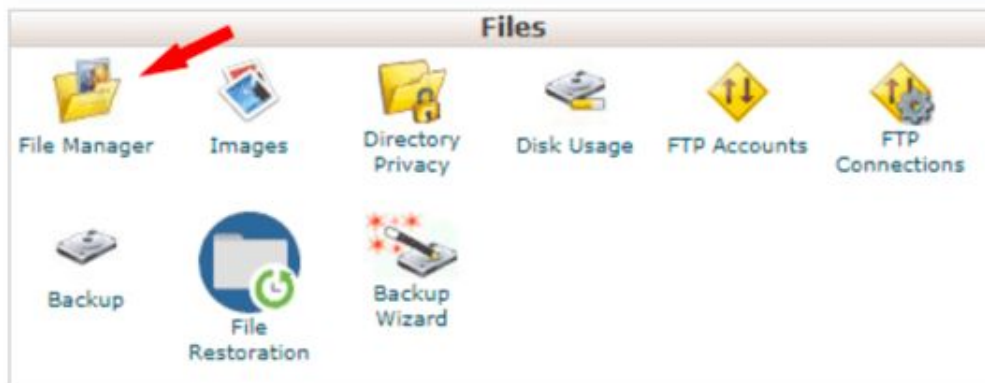 Files
File Manager
Images
Directory
Privacy
Disk Usage
FTP Accounts
FTP
Connections
Backup
File
Restoration
Backup
Wizard